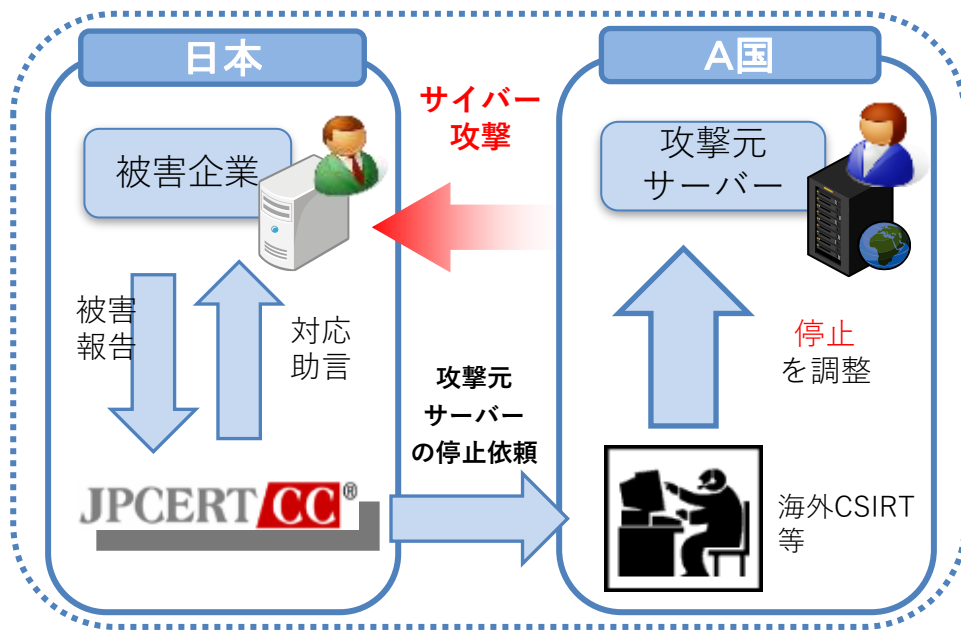 日本
A国
サイバー
攻撃
被害企業
攻撃元
サーバー
被害
報告
対応
助言
攻撃元
サーバー
の停止依頼
停止
を調整
JPCERT CC®
海外CSIRT
等